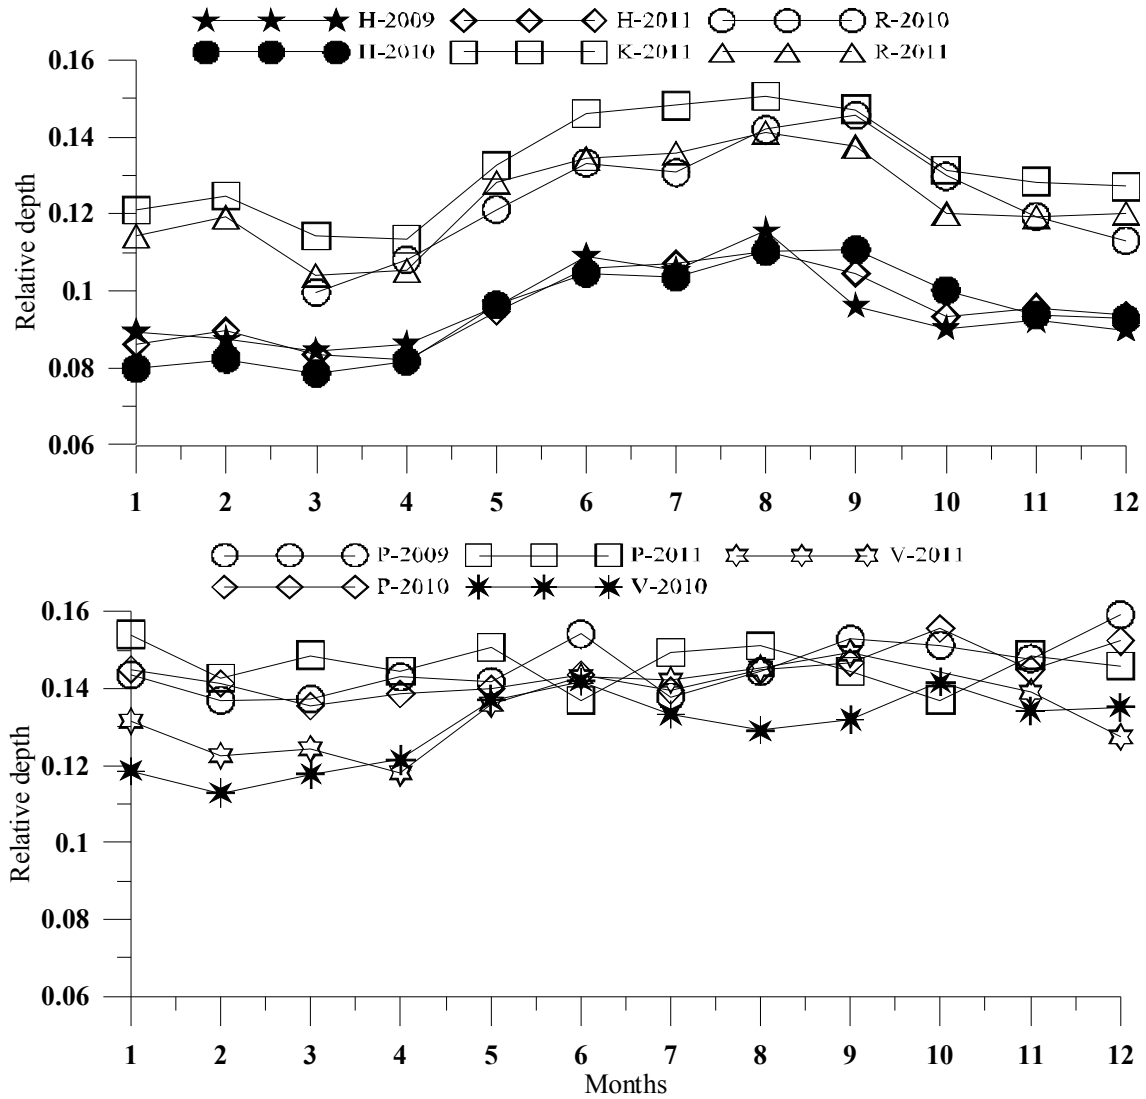 H-2009 H-2011 R-2010
H-2010 K-2011 R-2011
0.16
0.14
0.12
0.1
0.08
0.06
Relative depth
1 2 3 4 5 6 7 8 9 10 11 12
P-2009 P-2011 V-2011
P-2010 V-2010
0.16
0.14
0.12
0.1
0.08
0.06
Relative depth
1 2 3 4 5 6 7 8 9 10 11 12
Months